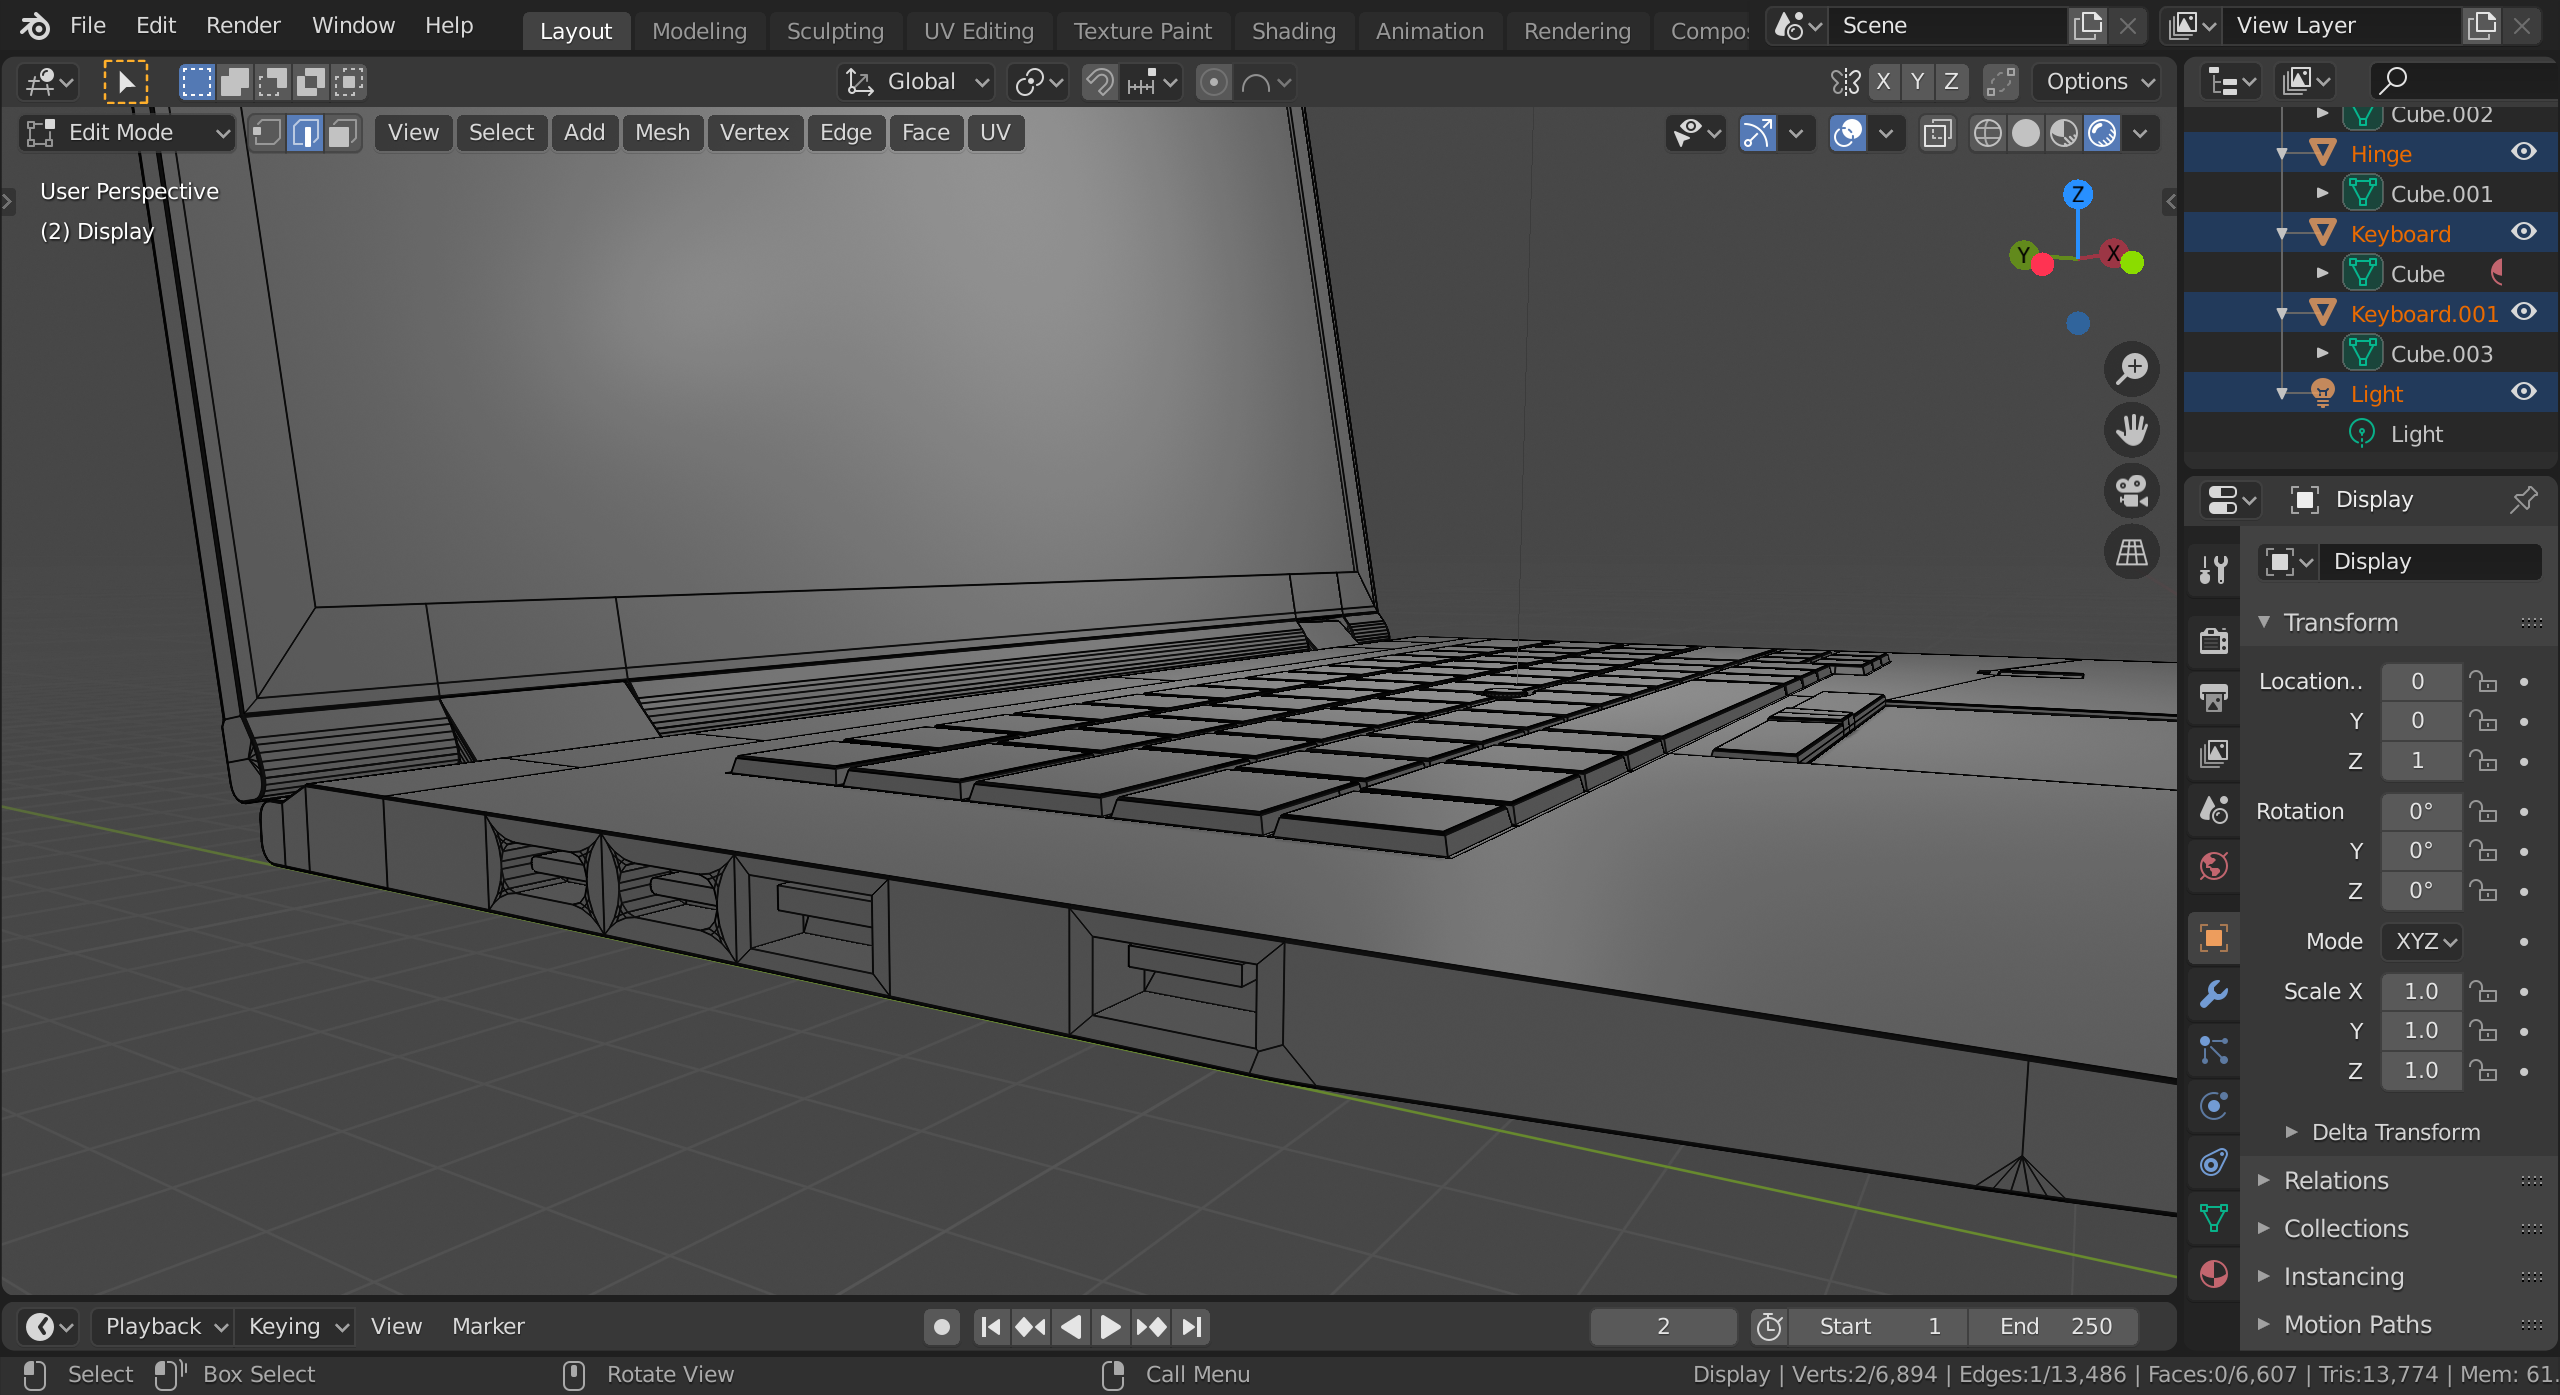 File Edit Render Window Help Layout Modeling Sculpting UV Editing Texture Paint Shading Animation Rendering Compos Scene View Layer
Global X Y Z Options
Edit Mode View Select Add Mesh Vertex Edge Face UV
User Perspective
(2) Display
Z
Y X
Cube.002
Hinge
Cube.001
Keyboard
Cube
Keyboard.001
Cube.003
Light
Light
Display
Display
Transform
Location.. 0
Y 0
Z 1
Rotation 0°
Y 0°
Z 0°
Mode XYZ
Scale X 1.0
Y 1.0
Z 1.0
Delta Transform
Relations
Collections
Instancing
Motion Paths
Playback Keying View Marker 2 Start 1 End 250
Select Box Select Rotate View Call Menu Display | Verts:2/6,894 | Edges:1/13,486 | Faces:0/6,607 | Tris:13,774 | Mem: 61.